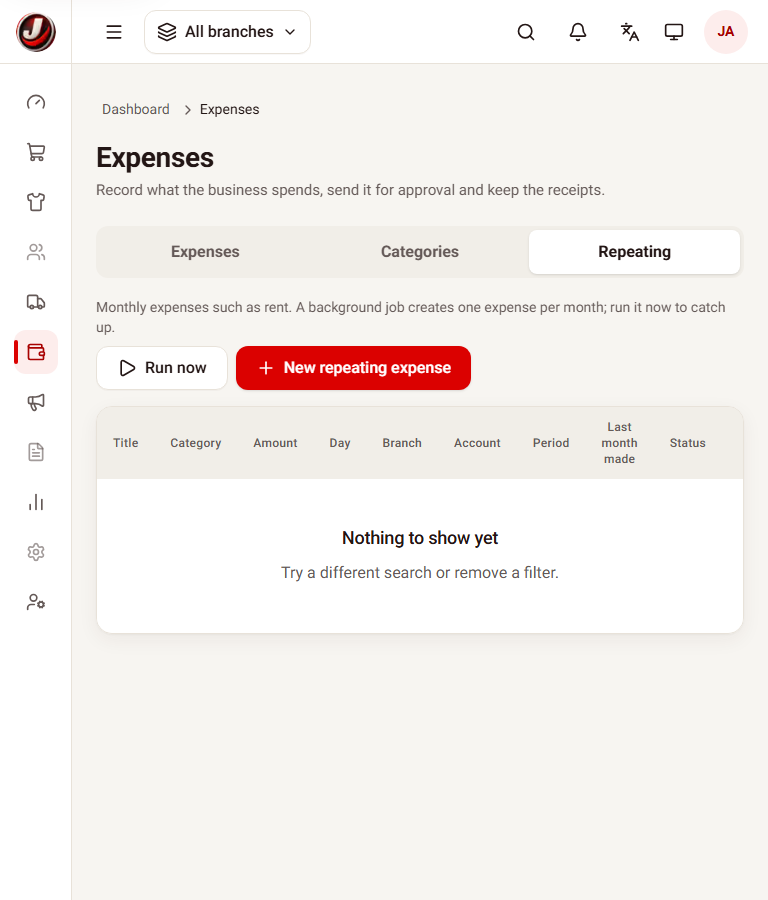 J
All branches
JA
Dashboard
Expenses
Expenses
Record what the business spends, send it for approval and keep the receipts.
Expenses
Categories
Repeating
Monthly expenses such as rent. A background job creates one expense per month; run it now to catch
up.
Run now
New repeating expense
Title
Category
Amount
Day
Branch
Account
Period
Last
month
made
Status
Nothing to show yet
Try a different search or remove a filter.